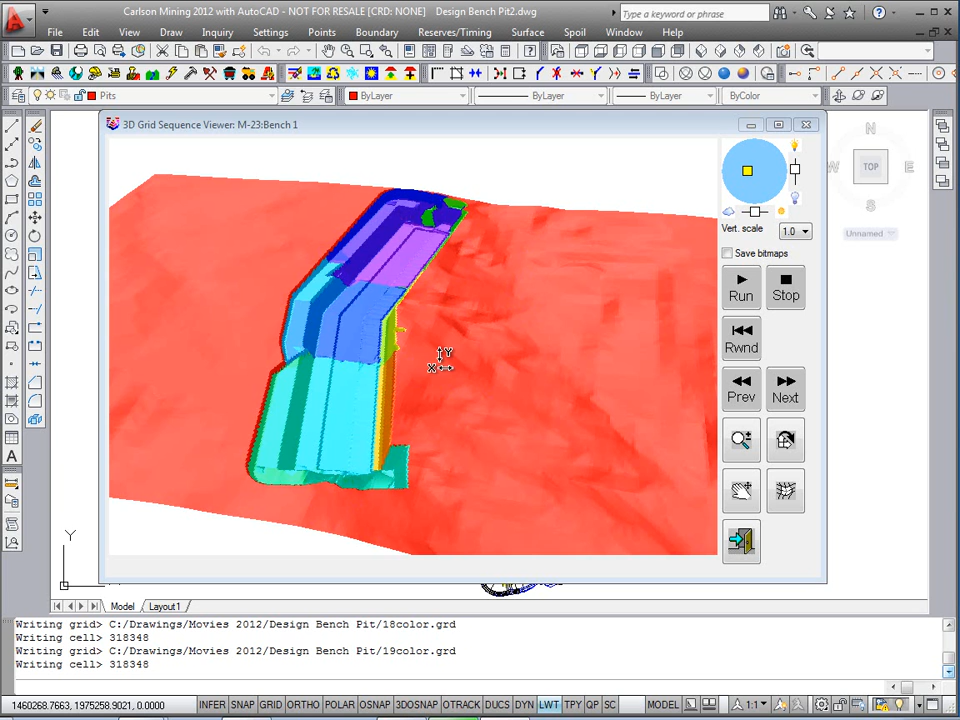 Carlson Mining 2012 with AutoCAD - NOT FOR RESALE [CRD: NONE] Design Bench Pit2.dwg
Type a keyword or phrase
File Edit View Draw Inquiry Settings Points Boundary Reserves/Timing Surface Spoil Window Help
Pits ByLayer ByLayer ByLayer ByColor
3D Grid Sequence Viewer: M-23:Bench 1
N
W TOP E
S
Unnamed
Vert. scale 1.0
Save bitmaps
Run Stop
Rwnd
Prev Next
Y
X
A
Y
Model Layout1
Writing grid> C:/Drawings/Movies 2012/Design Bench Pit/18color.grd
Writing cell> 318348
Writing grid> C:/Drawings/Movies 2012/Design Bench Pit/19color.grd
Writing cell> 318348
1460268.7663, 1975258.9021, 0.0000 INFER SNAP GRID ORTHO POLAR OSNAP 3DOSNAP OTRACK DUCS DYN LWT TPY QP SC MODEL 1:1